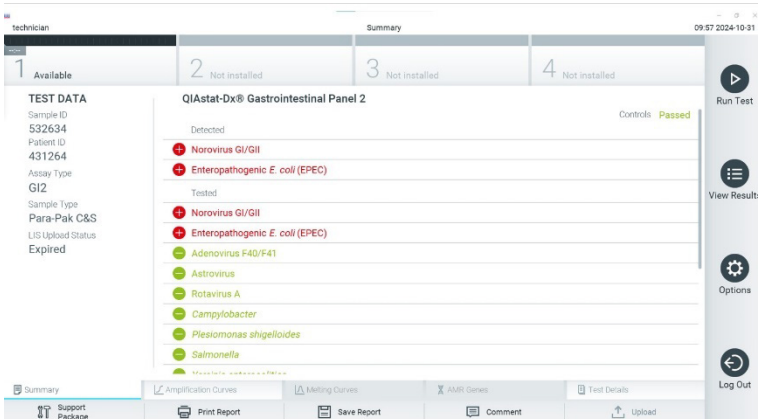 technician
Summary
09:57 2024-10-31
1 Available
2 Not installed
3 Not installed
4 Not installed
TEST DATA
Sample ID
532634
Patient ID
431264
Assay Type
GI2
Sample Type
Para-Pak C&S
LIS Upload Status
Expired
QIAstat-Dx® Gastrointestinal Panel 2
Controls Passed
Detected
Norovirus GI/GII
Enteropathogenic E. coli (EPEC)
Tested
Norovirus GI/GII
Enteropathogenic E. coli (EPEC)
Adenovirus F40/F41
Astrovirus
Rotavirus A
Campylobacter
Plesiomonas shigelloides
Salmonella
Run Test
View Results
Options
Log Out
Summary
Amplification Curves
Melting Curves
AMR Genes
Test Details
Support Package
Print Report
Save Report
Comment
Upload